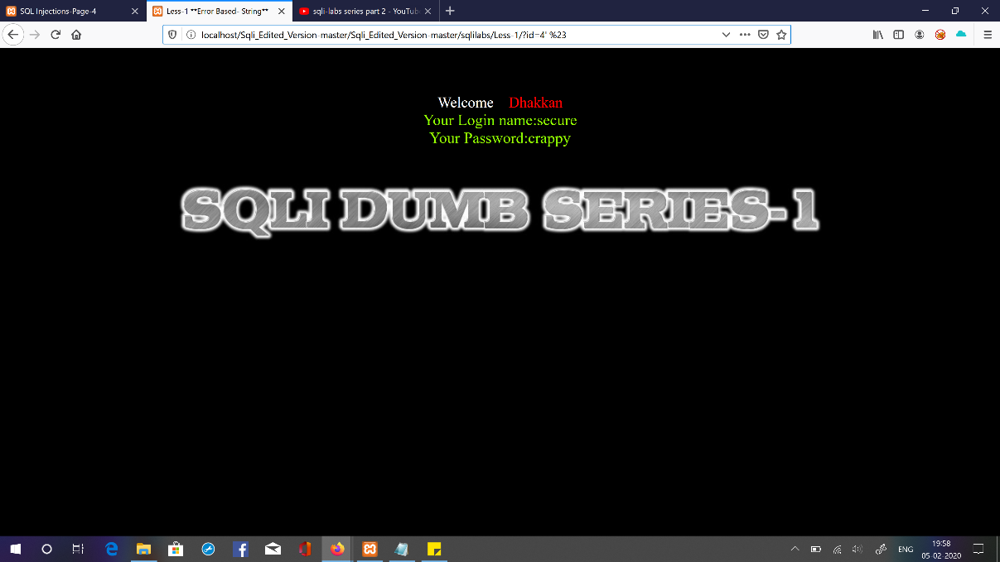 SQL Injections-Page-4
Less-1 **Error Based- String**
sqli-labs series part 2 - YouTube
localhost/Sqli_Edited_Version-master/Sqli_Edited_Version-master/sqlilabs/Less-1/?id=4' %23
Welcome Dhakkan
Your Login name:secure
Your Password:crappy
SQLI DUMB SERIES-1
ENG
19:58
05-02-2020